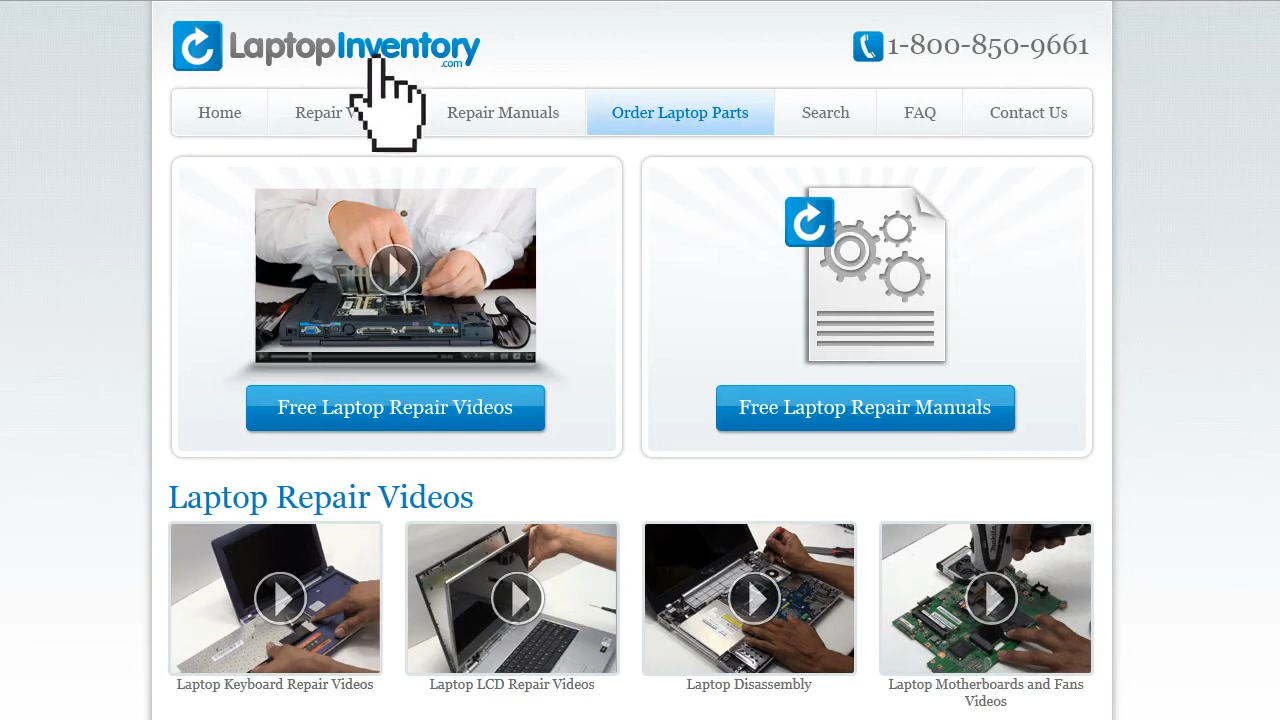 LaptopInventory
.com
1-800-850-9661
Home
Repair V
Repair Manuals
Order Laptop Parts
Search
FAQ
Contact Us
Free Laptop Repair Videos
Free Laptop Repair Manuals
Laptop Repair Videos
Laptop Keyboard Repair Videos
Laptop LCD Repair Videos
Laptop Disassembly
Laptop Motherboards and Fans
Videos